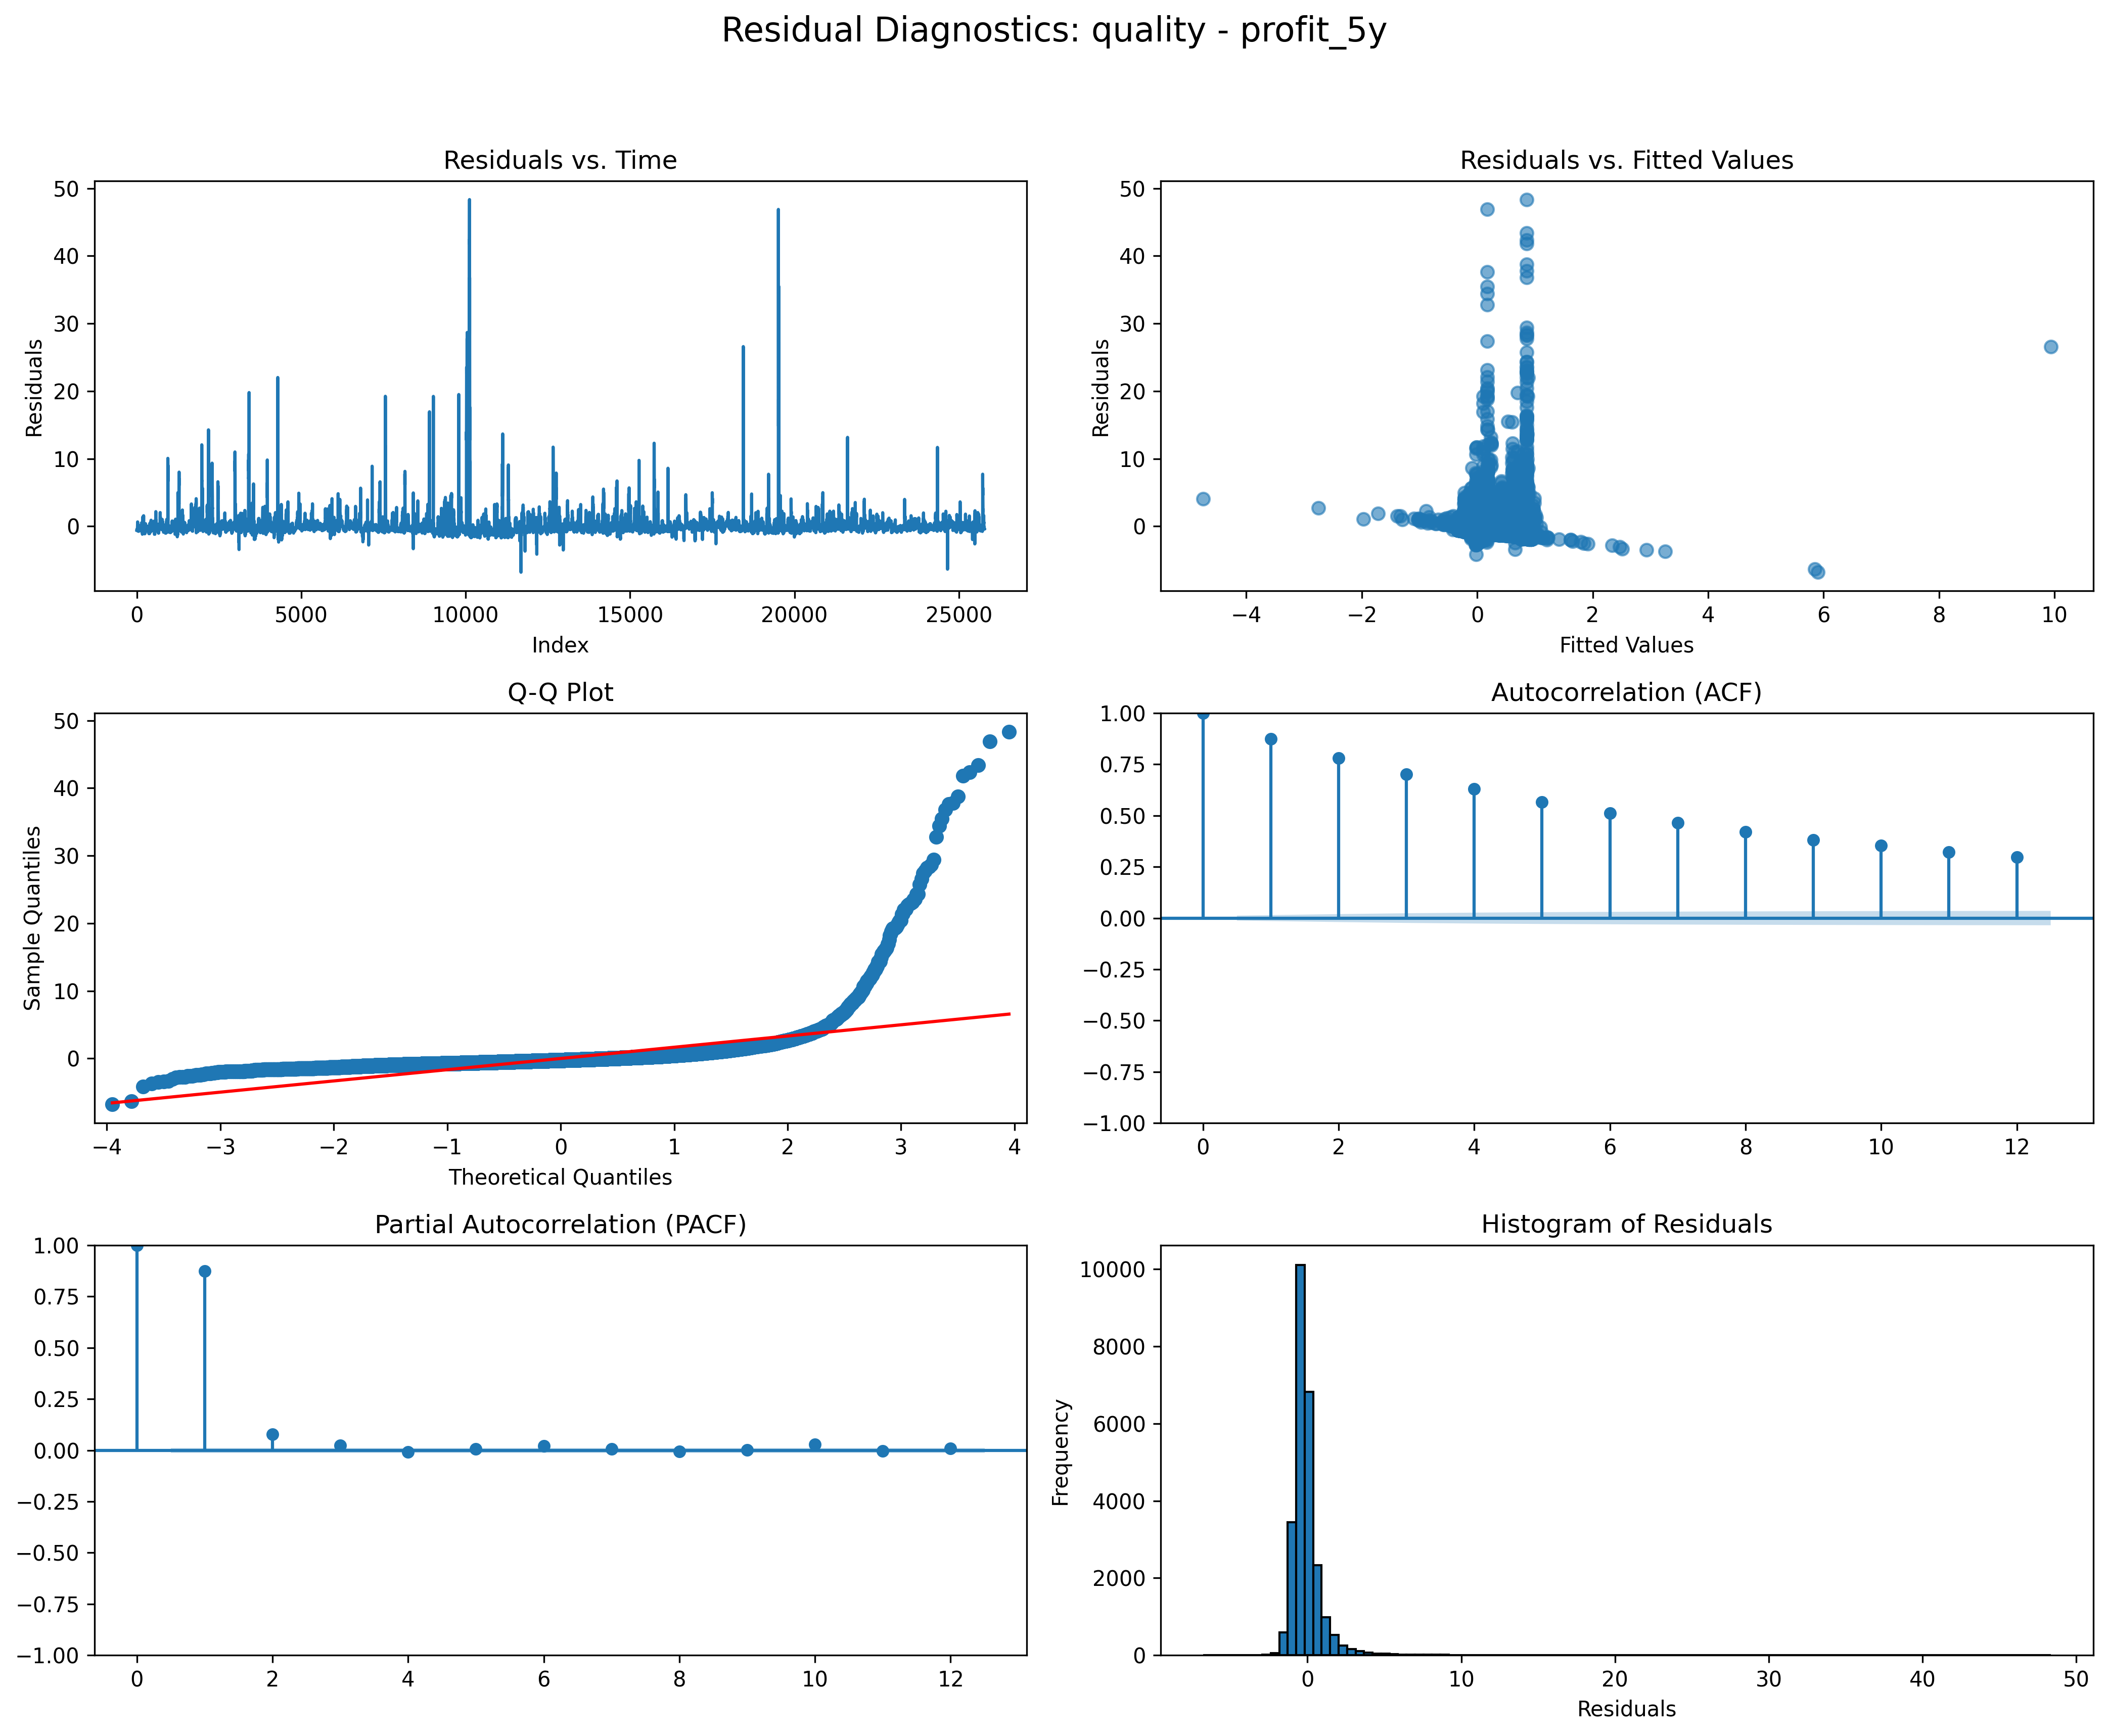 Residual Diagnostics: quality - profit_5y
Residuals vs. Time
Residuals
50
40
30
20
10
0
0 5000 10000 15000 20000 25000
Index
Residuals vs. Fitted Values
Residuals
50
40
30
20
10
0
−4 −2 0 2 4 6 8 10
Fitted Values
Q-Q Plot
Sample Quantiles
50
40
30
20
10
0
−4 −3 −2 −1 0 1 2 3 4
Theoretical Quantiles
Autocorrelation (ACF)
1.00
0.75
0.50
0.25
0.00
−0.25
−0.50
−0.75
−1.00
0 2 4 6 8 10 12
Partial Autocorrelation (PACF)
1.00
0.75
0.50
0.25
0.00
−0.25
−0.50
−0.75
−1.00
0 2 4 6 8 10 12
Histogram of Residuals
Frequency
10000
8000
6000
4000
2000
0
0 10 20 30 40 50
Residuals